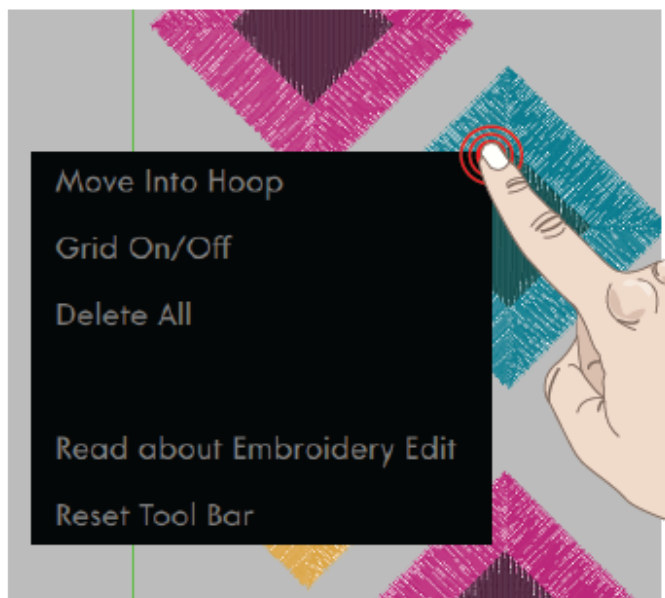 Move Into Hoop
Grid On/Off
Delete All
Read about Embroidery Edit
Reset Tool Bar